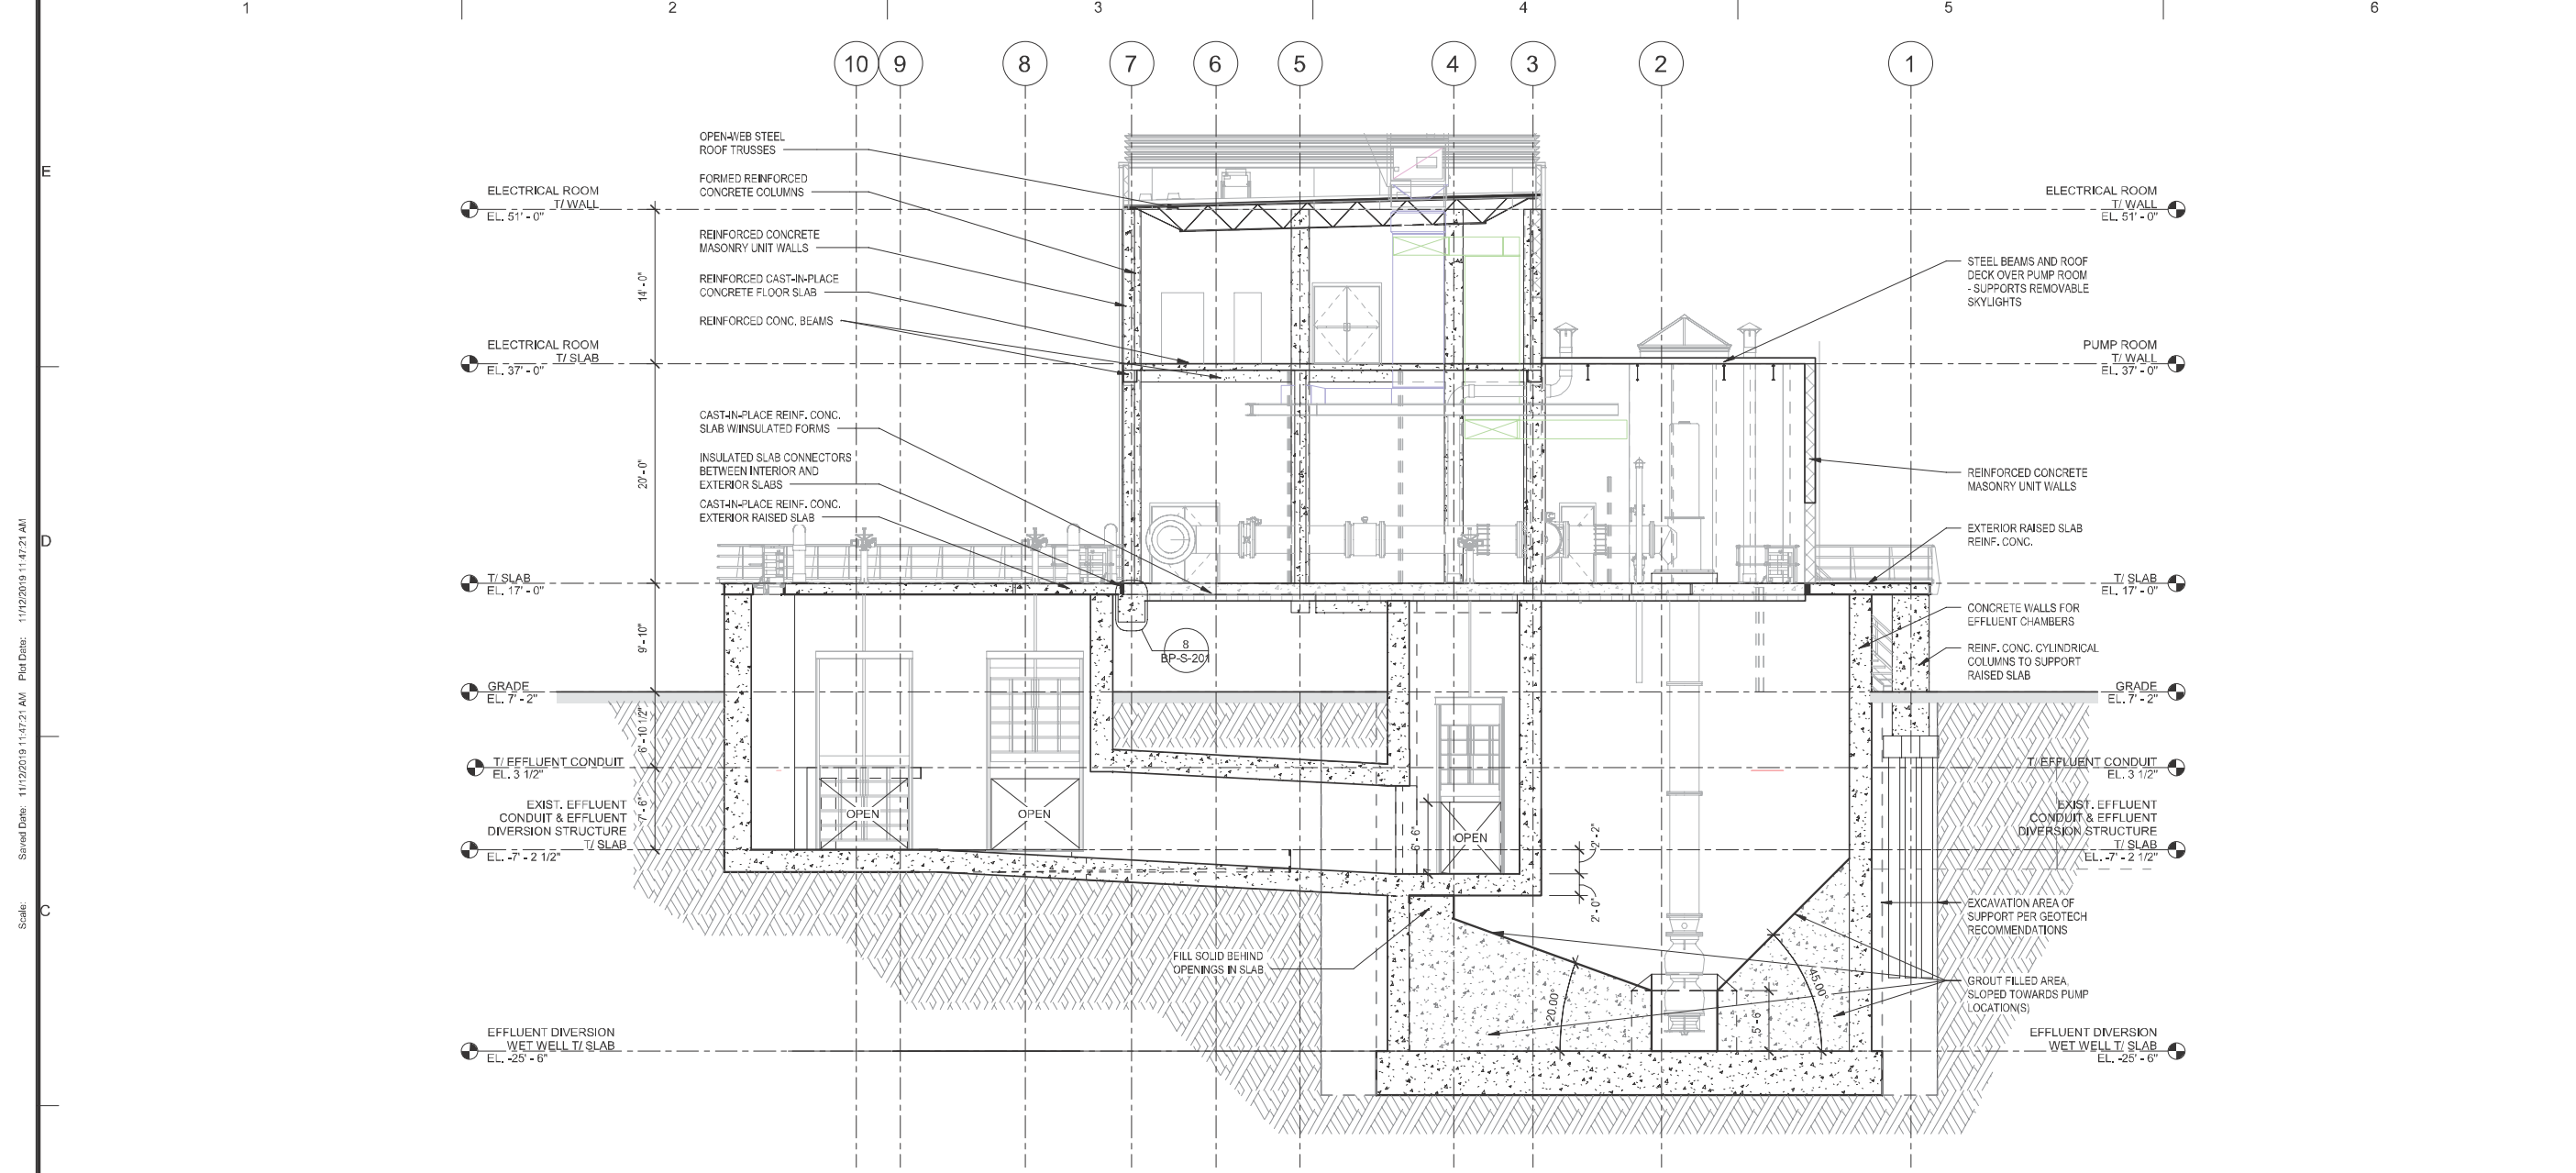 1 2 3 4 5 6
10 9 8 7 6 5 4 3 2 1
E
D
C
OPEN-WEB STEEL
ROOF TRUSSES
FORMED REINFORCED
CONCRETE COLUMNS
REINFORCED CONCRETE
MASONRY UNIT WALLS
REINFORCED CAST-IN-PLACE
CONCRETE FLOOR SLAB
REINFORCED CONC. BEAMS
CAST-IN-PLACE REINF. CONC.
SLAB W/INSULATED FORMS
INSULATED SLAB CONNECTORS
BETWEEN INTERIOR AND
EXTERIOR SLABS
CAST-IN-PLACE REINF. CONC.
EXTERIOR RAISED SLAB
ELECTRICAL ROOM
T/ WALL
EL. 51' - 0"
ELECTRICAL ROOM
T/ SLAB
EL. 37' - 0"
T/ SLAB
EL. 17' - 0"
GRADE
EL. 7' - 2"
T/ EFFLUENT CONDUIT
EL. 3 1/2"
EXIST. EFFLUENT
CONDUIT & EFFLUENT
DIVERSION STRUCTURE
T/ SLAB
EL. -7' - 2 1/2"
EFFLUENT DIVERSION
WET WELL T/ SLAB
EL. -25' - 6"
14' - 0"
20' - 0"
9' - 10"
6' - 10 1/2"
7' - 6"
8
BP-S-201
OPEN
OPEN
OPEN
6' - 6"
2' - 2"
2' - 0"
FILL SOLID BEHIND
OPENINGS IN SLAB
20.00°
45.00°
5' - 6"
ELECTRICAL ROOM
T/ WALL
EL. 51' - 0"
STEEL BEAMS AND ROOF
DECK OVER PUMP ROOM
- SUPPORTS REMOVABLE
SKYLIGHTS
PUMP ROOM
T/ WALL
EL. 37' - 0"
REINFORCED CONCRETE
MASONRY UNIT WALLS
EXTERIOR RAISED SLAB
REINF. CONC.
T/ SLAB
EL. 17' - 0"
CONCRETE WALLS FOR
EFFLUENT CHAMBERS
REINF. CONC. CYLINDRICAL
COLUMNS TO SUPPORT
RAISED SLAB
GRADE
EL. 7' - 2"
T/ EFFLUENT CONDUIT
EL. 3 1/2"
EXIST. EFFLUENT
CONDUIT & EFFLUENT
DIVERSION STRUCTURE
T/ SLAB
EL. -7' - 2 1/2"
EXCAVATION AREA OF
SUPPORT PER GEOTECH
RECOMMENDATIONS
GROUT FILLED AREA,
SLOPED TOWARDS PUMP
LOCATION(S)
EFFLUENT DIVERSION
WET WELL T/ SLAB
EL. -25' - 6"
Scale: Saved Date: 11/12/2019 11:47:21 AM Plot Date: 11/12/2019 11:47:21 AM